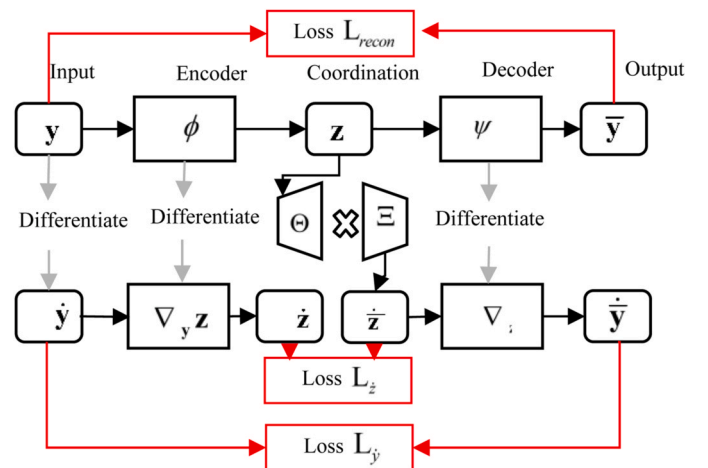 Loss L_recon
Input Encoder Coordination Decoder Output
y ϕ z ψ y̅
Differentiate Differentiate Θ Ξ Differentiate
ẏ ∇_y z ż ż̅ ∇ ẏ̅
Loss L_ż
Loss L_ẏ